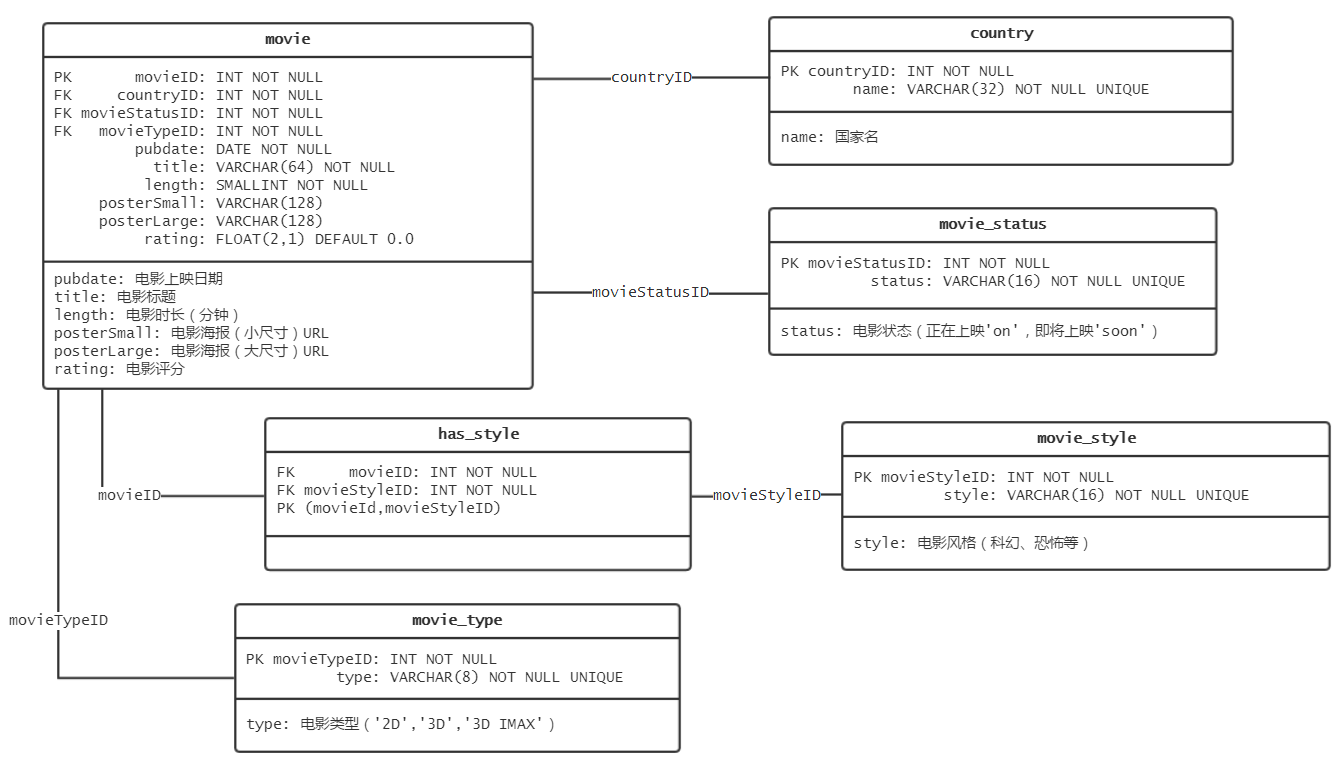 movie
PK movieID: INT NOT NULL
FK countryID: INT NOT NULL
FK movieStatusID: INT NOT NULL
FK movieTypeID: INT NOT NULL
pubdate: DATE NOT NULL
title: VARCHAR(64) NOT NULL
length: SMALLINT NOT NULL
posterSmall: VARCHAR(128)
posterLarge: VARCHAR(128)
rating: FLOAT(2,1) DEFAULT 0.0
pubdate: 电影上映日期
title: 电影标题
length: 电影时长（分钟）
posterSmall: 电影海报（小尺寸）URL
posterLarge: 电影海报（大尺寸）URL
rating: 电影评分
countryID
country
PK countryID: INT NOT NULL
name: VARCHAR(32) NOT NULL UNIQUE
name: 国家名
movieStatusID
movie_status
PK movieStatusID: INT NOT NULL
status: VARCHAR(16) NOT NULL UNIQUE
status: 电影状态（正在上映'on'，即将上映'soon'）
movieID
has_style
FK movieID: INT NOT NULL
FK movieStyleID: INT NOT NULL
PK (movieId,movieStyleID)
movieStyleID
movie_style
PK movieStyleID: INT NOT NULL
style: VARCHAR(16) NOT NULL UNIQUE
style: 电影风格（科幻、恐怖等）
movieTypeID
movie_type
PK movieTypeID: INT NOT NULL
type: VARCHAR(8) NOT NULL UNIQUE
type: 电影类型（'2D','3D','3D IMAX'）